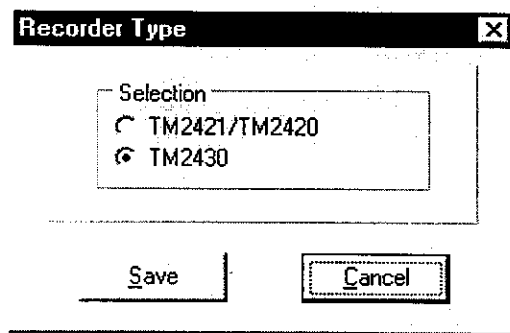 Recorder Type
Selection
TM2421/TM2420
TM2430
Save
Cancel